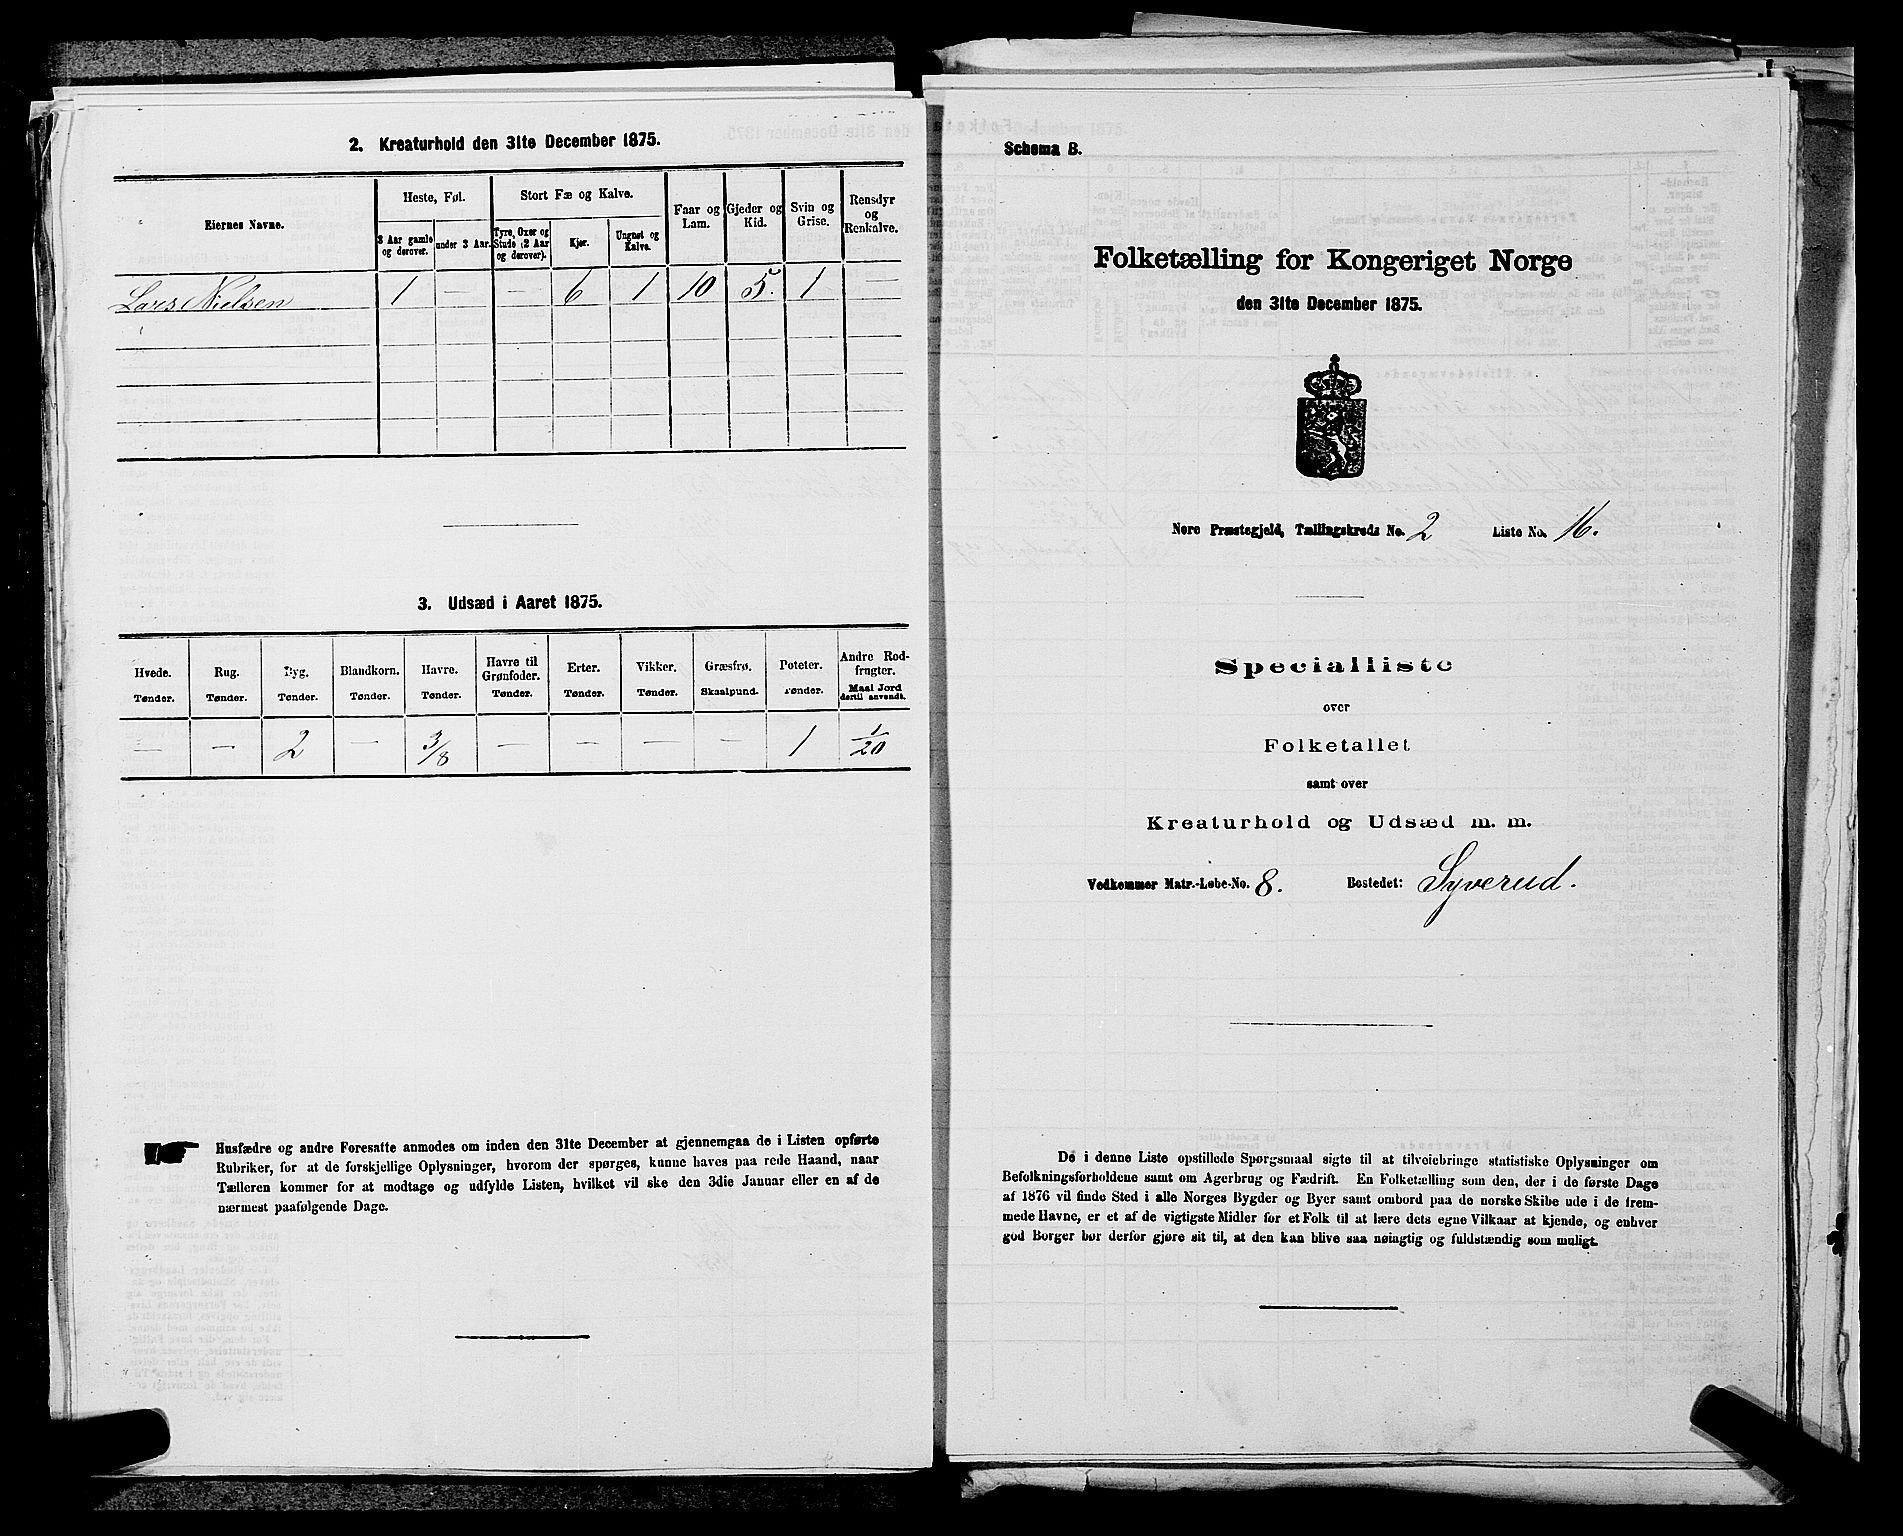 2. Kreaturhold den 31te December 1875.
Eiernes Navne.
Heste, Føl.
Stort Fæ og Kalve.
Faar og Lam.
Gjeder og Kid.
Svin og Grise.
Rensdyr og Renkalve.
3 Aar gamle og derover.
under 3 Aar.
Tyre, Oxer og Stude (2 Aar og derover).
Kjør.
Ungnøt og Kalve.
Lars Nielsen 1 — — 6 1 10 5. 1 —
3. Udsæd i Aaret 1875.
Hvede. Rug. Byg. Blandkorn. Havre. Havre til Grønfoder. Erter. Vikker. Græsfrø. Poteter. Andre Rodfrugter.
Tønder. Tønder. Tønder. Tønder. Tønder. Tønder. Tønder. Tønder. Skaalpund. Tønder. Maal Jord dertil anvendt.
— — 2 — 3/8 — — — — 1 1/20
Husfædre og andre Foresatte anmodes om inden den 31te December at gjennemgaa de i Listen opførte
Rubriker, for at de forskjellige Oplysninger, hvorom der spørges, kunne haves paa rede Haand, naar
Tælleren kommer for at modtage og udfylde Listen, hvilket vil ske den 3die Januar eller en af de
nærmest paafølgende Dage.
Schema B.
Folketælling for Kongeriget Norge
den 31te December 1875.
Nore Præstegjeld, Tællingskreds No. 2 Liste No. 16.
Specialliste
over
Folketallet
samt over
Kreaturhold og Udsæd m. m.
Vedkommer Matr.-Løbe-No. 8. Bostedet: Syverud.
De i denne Liste opstillede Spørgsmaal sigte til at tilveiebringe statistiske Oplysninger om
Befolkningsforholdene samt om Agerbrug og Fædrift. En Folketælling som den, der i de første Dage
af 1876 vil finde Sted i alle Norges Bygder og Byer samt ombord paa de norske Skibe ude i de frem-
mede Havne, er et af de vigtigste Midler for et Folk til at lære dets egne Vilkaar at kjende, og enhver
god Borger bør derfor gjøre sit til, at den kan blive saa nøiagtig og fuldstændig som muligt.